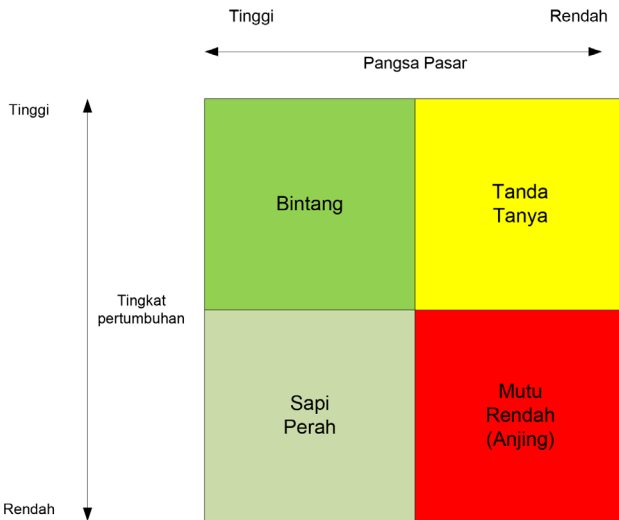 Tinggi
Rendah
Pangsa Pasar
Tinggi
Bintang
Tanda
Tanya
Tingkat
pertumbuhan
Sapi
Perah
Mutu
Rendah
(Anjing)
Rendah